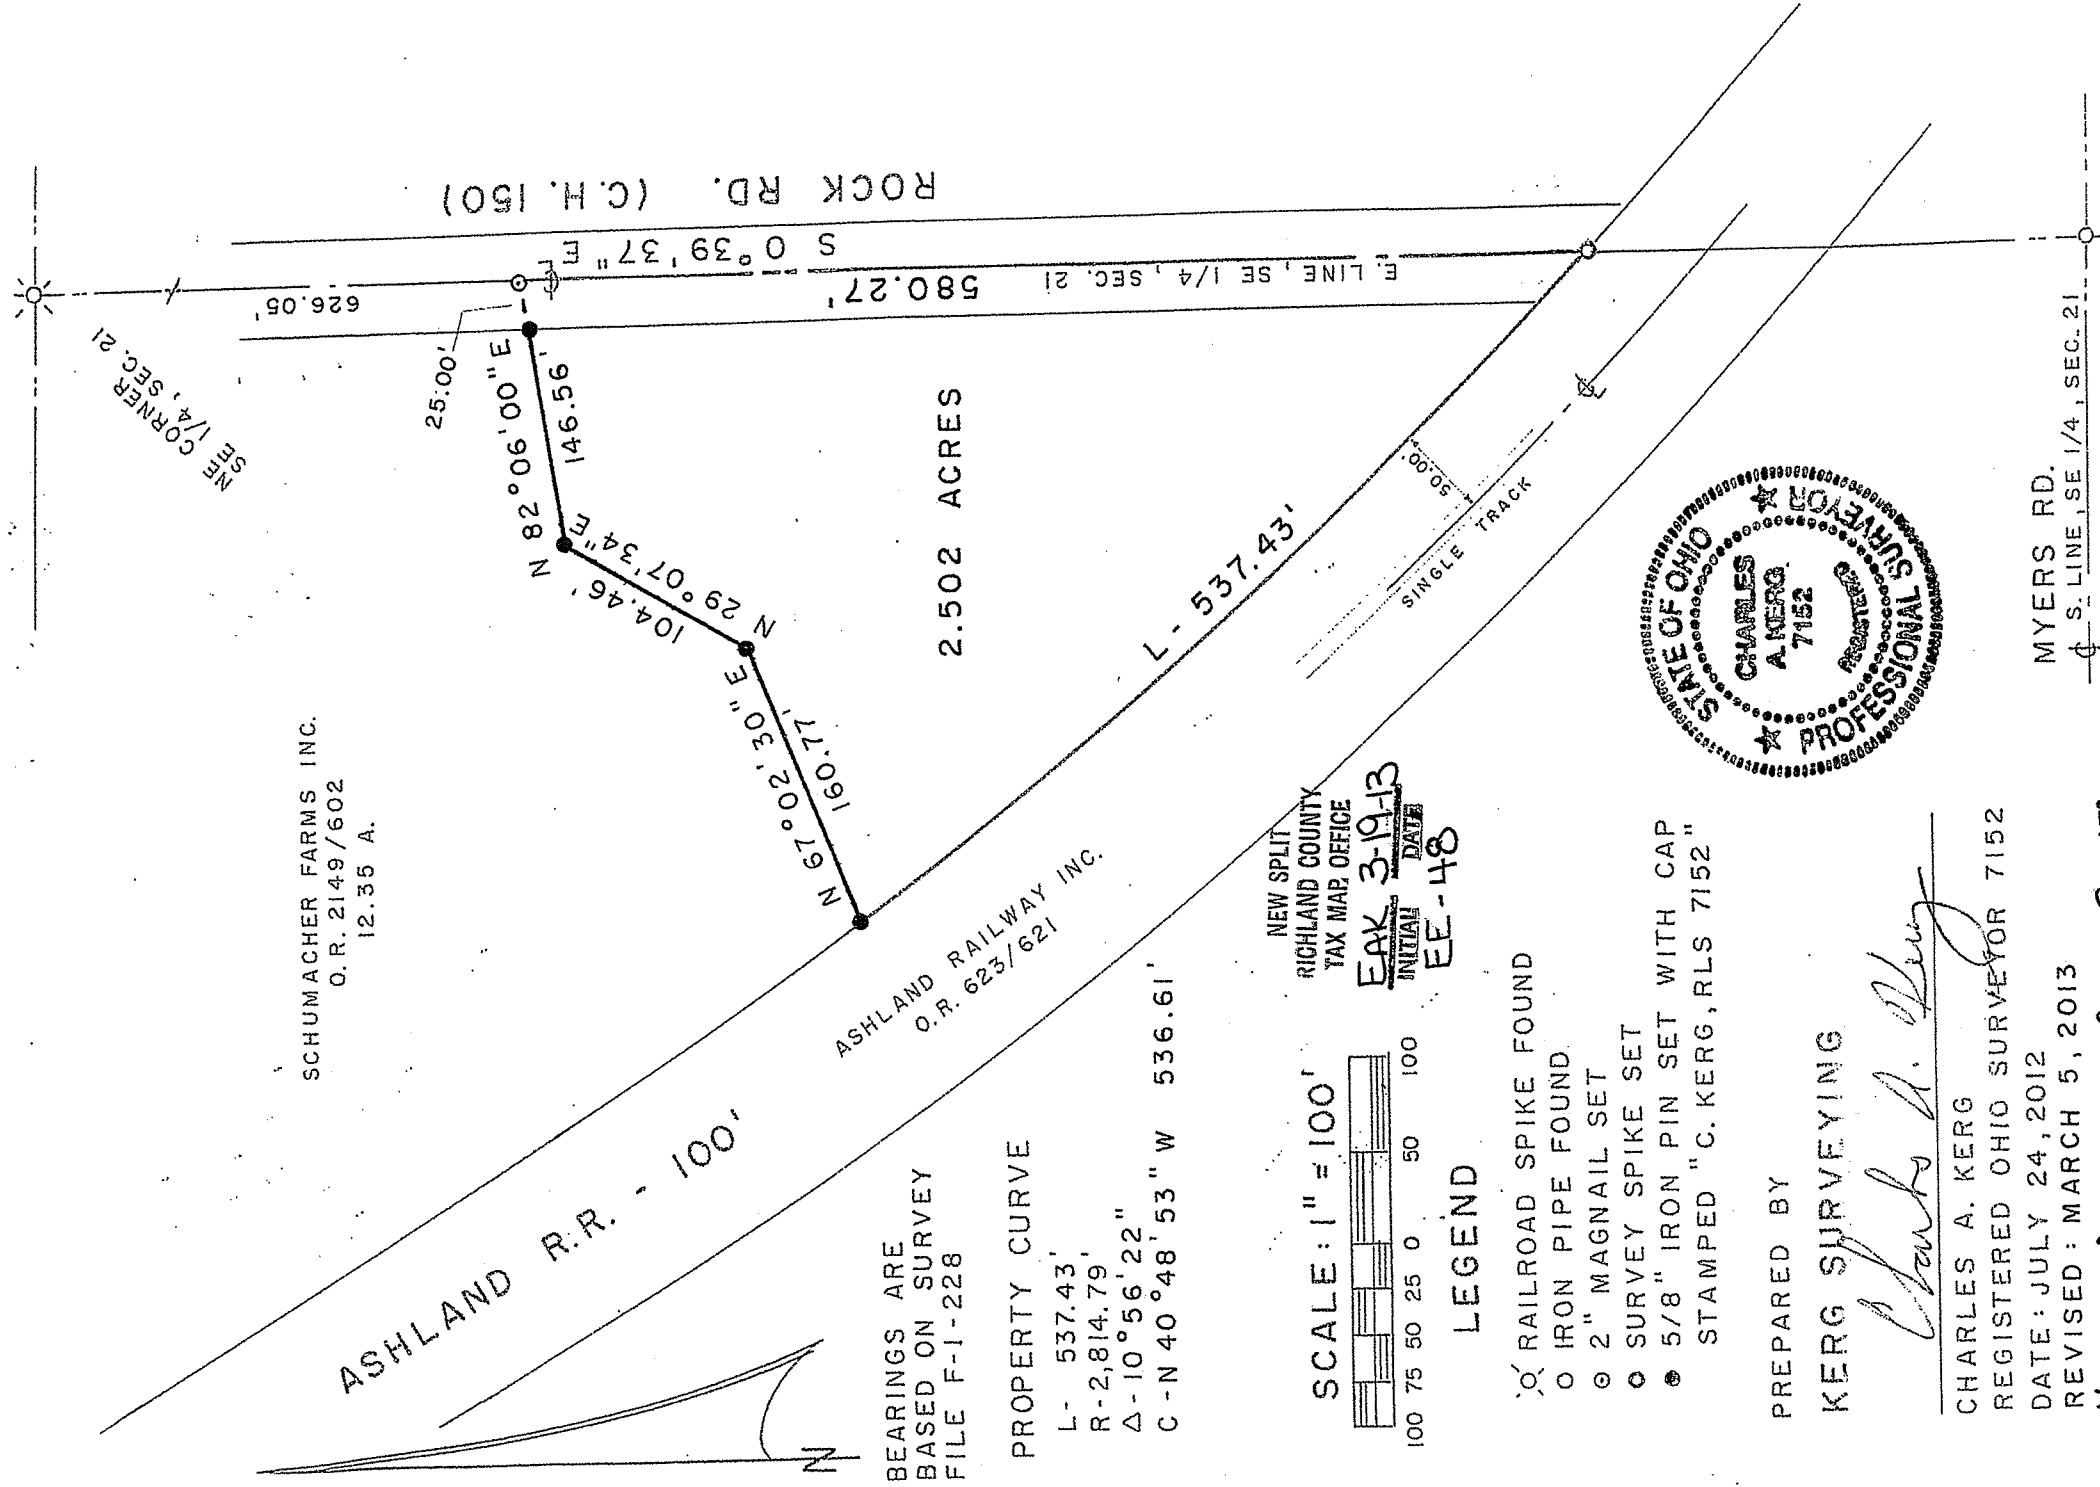 NE CORNER
SE 1/4, SEC. 21
626.05'
25.00'
ROCK RD. (C.H. 150)
S 0°39'37"E
580.27'
E. LINE, SE 1/4, SEC. 21
N 82°06'00"E
146.56'
N 29°07'34"E
104.46'
N 67°02'30"E
160.77'
2.502 ACRES
SCHUMACHER FARMS INC.
O.R. 2149/602
12.35 A.
L- 537.43'
50.00'
SINGLE TRACK
ASHLAND R.R. - 100'
ASHLAND RAILWAY INC.
O.R. 623/621
N
BEARINGS ARE
BASED ON SURVEY
FILE F-1-228
PROPERTY CURVE
L- 537.43'
R-2,814.79'
Δ-10°56'22"
C-N 40°48'53"W 536.61'
NEW SPLIT
RICHLAND COUNTY
TAX MAP OFFICE
EAK 3-19-13
INITIAL DATE
EE-48
SCALE: 1" = 100'
100 75 50 25 0 50 100
LEGEND
RAILROAD SPIKE FOUND
IRON PIPE FOUND
2" MAGNAIL SET
SURVEY SPIKE SET
5/8" IRON PIN SET WITH CAP
STAMPED "C. KERG, RLS 7152"
STATE OF OHIO
CHARLES
A. KERG
7152
REGISTERED
PROFESSIONAL SURVEYOR
MYERS RD.
S. LINE, SE 1/4, SEC. 21
PREPARED BY
KERG SURVEYING
Charles A. Kerg
CHARLES A. KERG
REGISTERED OHIO SURVEYOR 7152
DATE: JULY 24, 2012
REVISED: MARCH 5, 2013